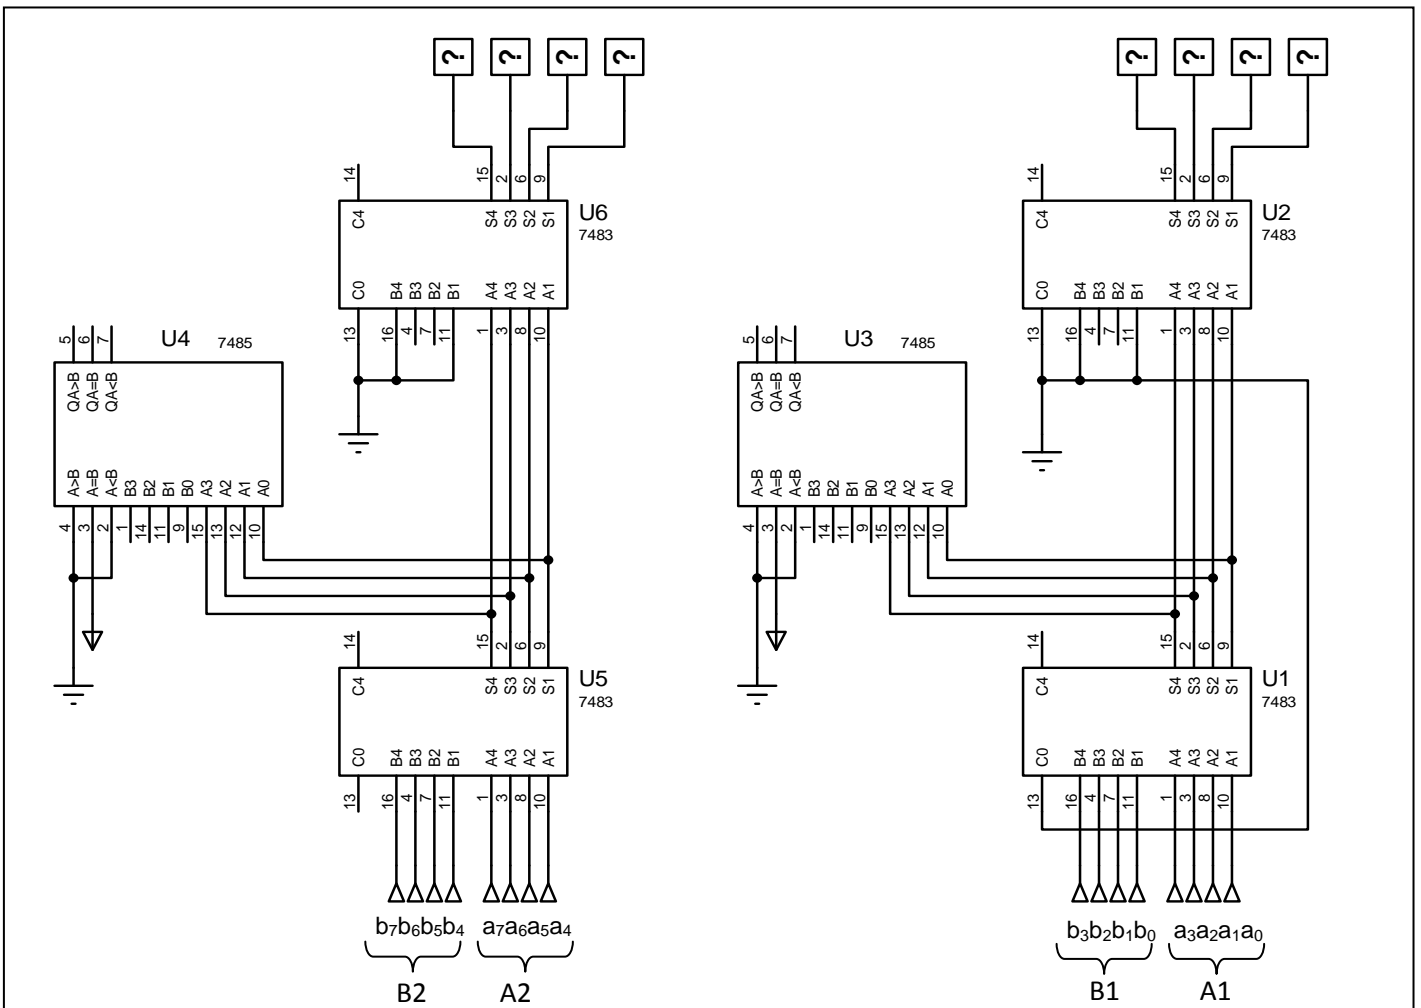 ? ? ? ? ? ? ? ?
14 15 2 6 9 14 15 2 6 9
C4 S4 S3 S2 S1 U6 C4 S4 S3 S2 S1 U2
7483 7483
C0 B4 B3 B2 B1 A4 A3 A2 A1 C0 B4 B3 B2 B1 A4 A3 A2 A1
13 16 4 7 11 1 3 8 10 13 16 4 7 11 1 3 8 10
5 6 7 U4 7485 5 6 7 U3 7485
QA>B QA=B QA<B QA>B QA=B QA<B
A>B A=B A<B B3 B2 B1 B0 A3 A2 A1 A0 A>B A=B A<B B3 B2 B1 B0 A3 A2 A1 A0
4 3 2 1 14 11 9 15 13 12 10 4 3 2 1 14 11 9 15 13 12 10
14 15 2 6 9 14 15 2 6 9
C4 S4 S3 S2 S1 U5 C4 S4 S3 S2 S1 U1
7483 7483
C0 B4 B3 B2 B1 A4 A3 A2 A1 C0 B4 B3 B2 B1 A4 A3 A2 A1
13 16 4 7 11 1 3 8 10 13 16 4 7 11 1 3 8 10
b₇b₆b₅b₄ a₇a₆a₅a₄ b₃b₂b₁b₀ a₃a₂a₁a₀
B2 A2 B1 A1